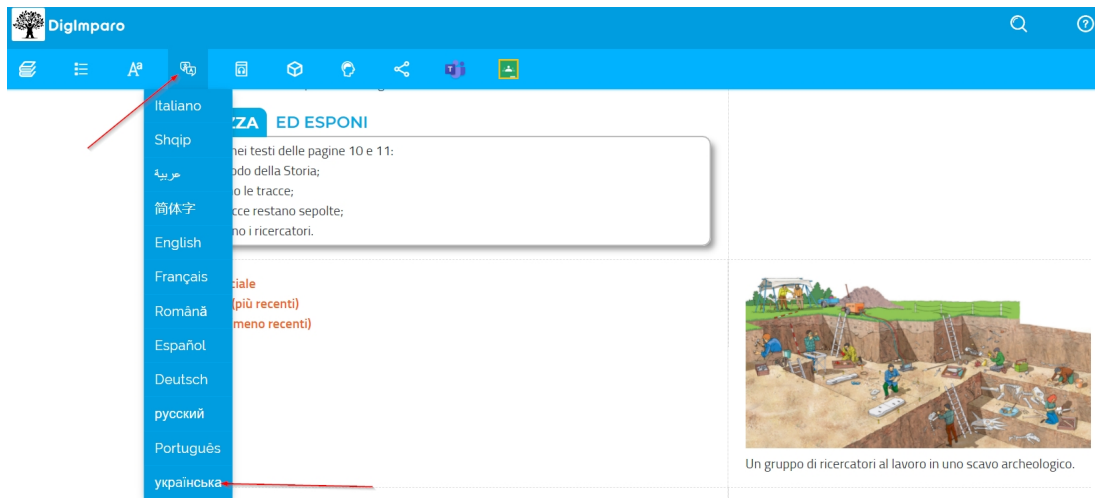 DigImparo
Italiano
Shqip
عربية
简体字
English
Français
Română
Español
Deutsch
русский
Português
українська
ZZA ED ESPONI
nei testi delle pagine 10 e 11:
odo della Storia;
o le tracce;
cce restano sepolte;
no i ricercatori.
ciale
(più recenti)
meno recenti)
Un gruppo di ricercatori al lavoro in uno scavo archeologico.